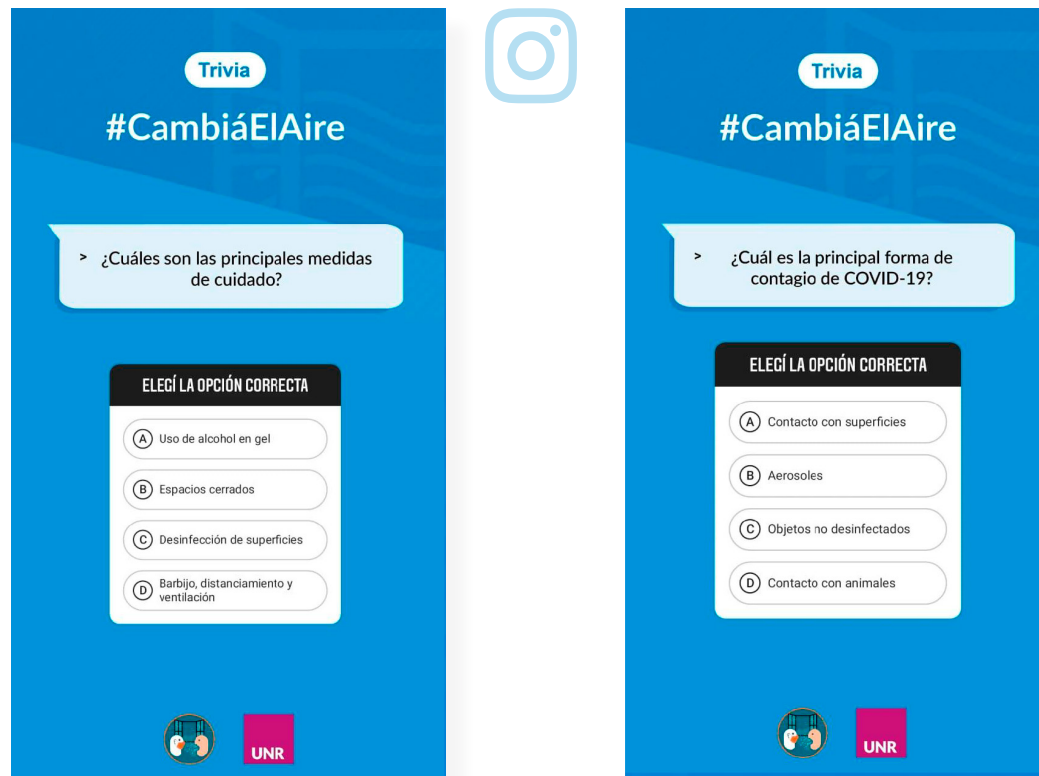 Trivia
#CambiáElAire
> ¿Cuáles son las principales medidas
de cuidado?
ELEGÍ LA OPCIÓN CORRECTA
A Uso de alcohol en gel
B Espacios cerrados
C Desinfección de superficies
D Barbijo, distanciamiento y
ventilación
UNR
Trivia
#CambiáElAire
> ¿Cuál es la principal forma de
contagio de COVID-19?
ELEGÍ LA OPCIÓN CORRECTA
A Contacto con superficies
B Aerosoles
C Objetos no desinfectados
D Contacto con animales
UNR